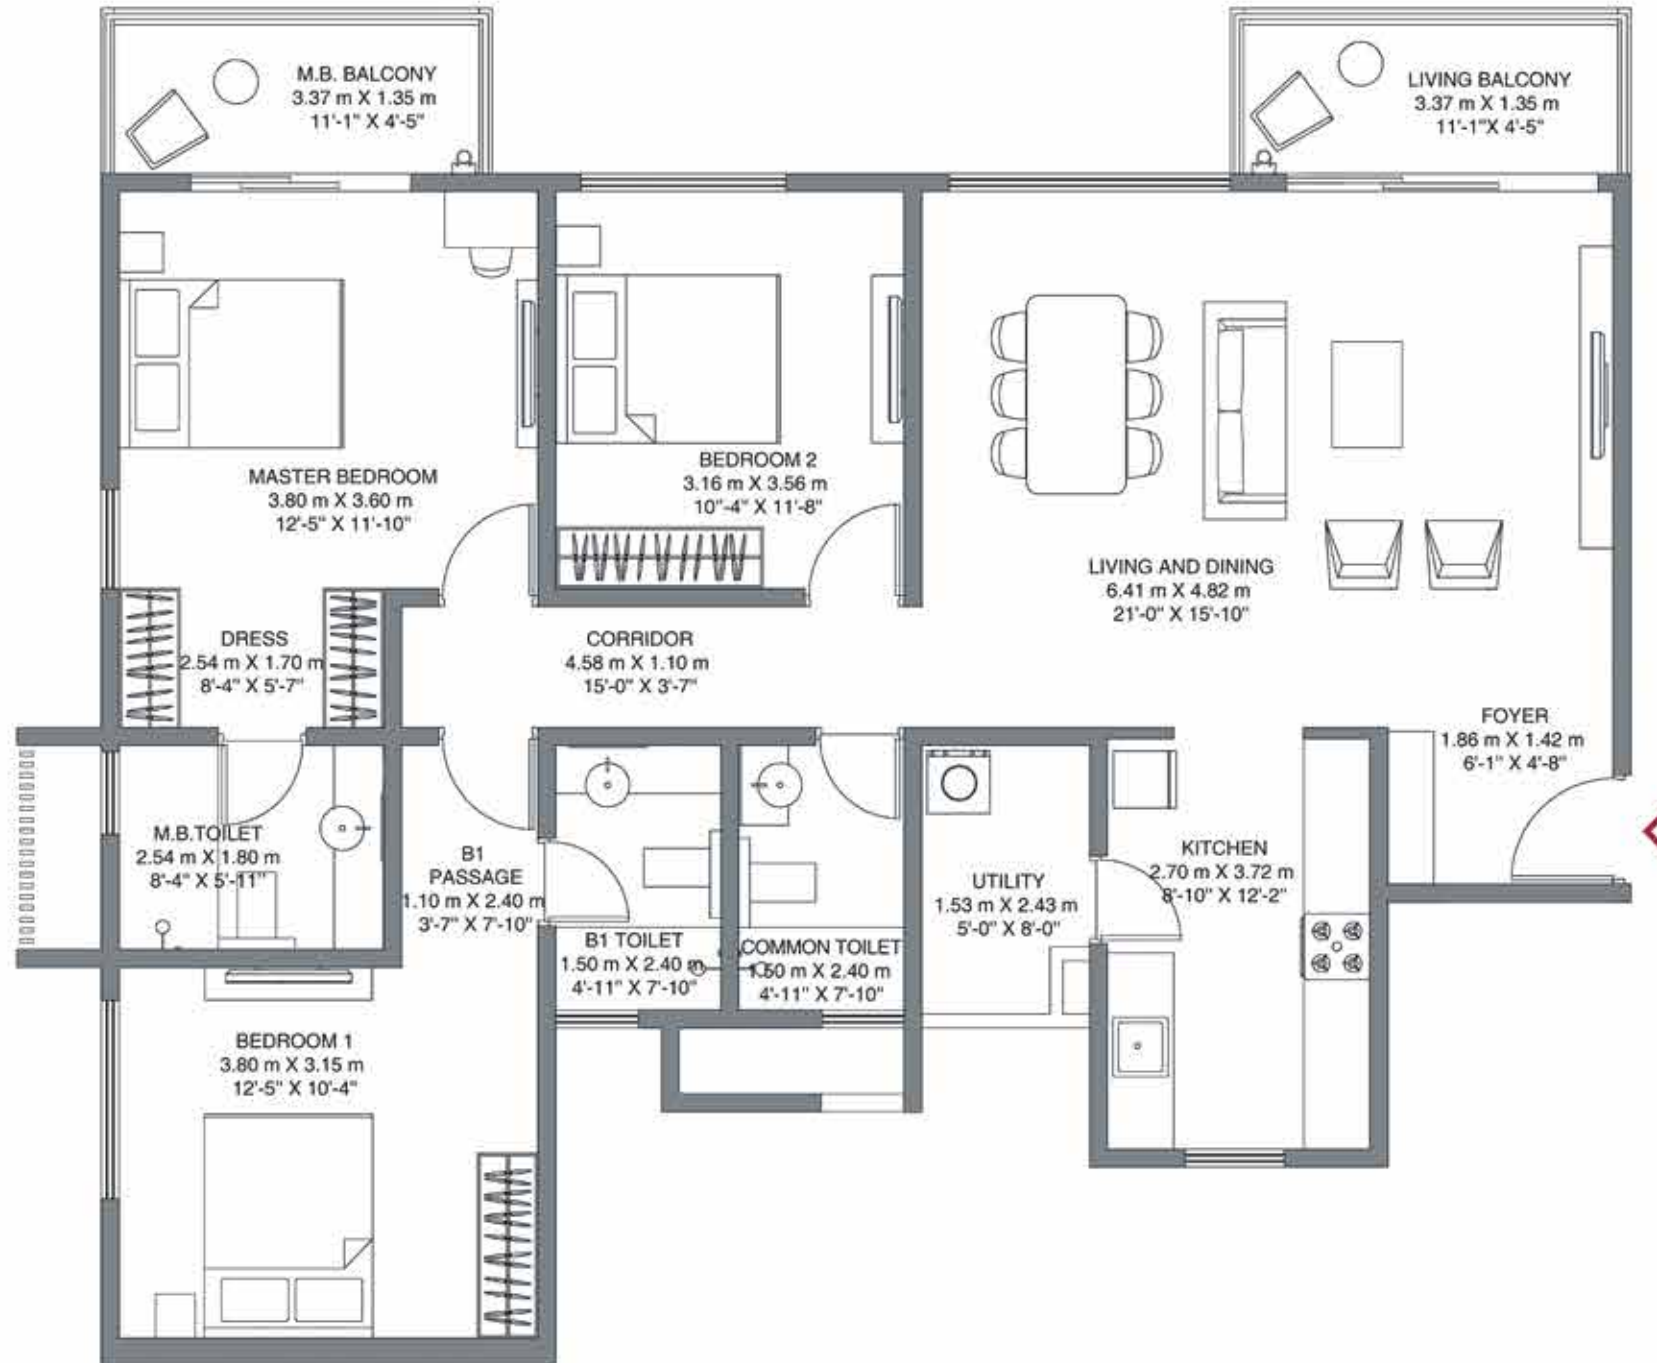 M.B. BALCONY
3.37 m X 1.35 m
11'-1" X 4'-5"
LIVING BALCONY
3.37 m X 1.35 m
11'-1"X 4'-5"
MASTER BEDROOM
3.80 m X 3.60 m
12'-5" X 11'-10"
BEDROOM 2
3.16 m X 3.56 m
10"-4" X 11'-8"
LIVING AND DINING
6.41 m X 4.82 m
21'-0" X 15'-10"
DRESS
2.54 m X 1.70 m
8'-4" X 5'-7"
CORRIDOR
4.58 m X 1.10 m
15'-0" X 3'-7"
FOYER
1.86 m X 1.42 m
6'-1" X 4'-8"
M.B.TOILET
2.54 m X 1.80 m
8'-4" X 5'-11"
B1
PASSAGE
1.10 m X 2.40 m
3'-7" X 7'-10"
B1 TOILET
1.50 m X 2.40 m
4'-11" X 7'-10"
COMMON TOILET
1.50 m X 2.40 m
4'-11" X 7'-10"
UTILITY
1.53 m X 2.43 m
5'-0" X 8'-0"
KITCHEN
2.70 m X 3.72 m
8'-10" X 12'-2"
BEDROOM 1
3.80 m X 3.15 m
12'-5" X 10'-4"